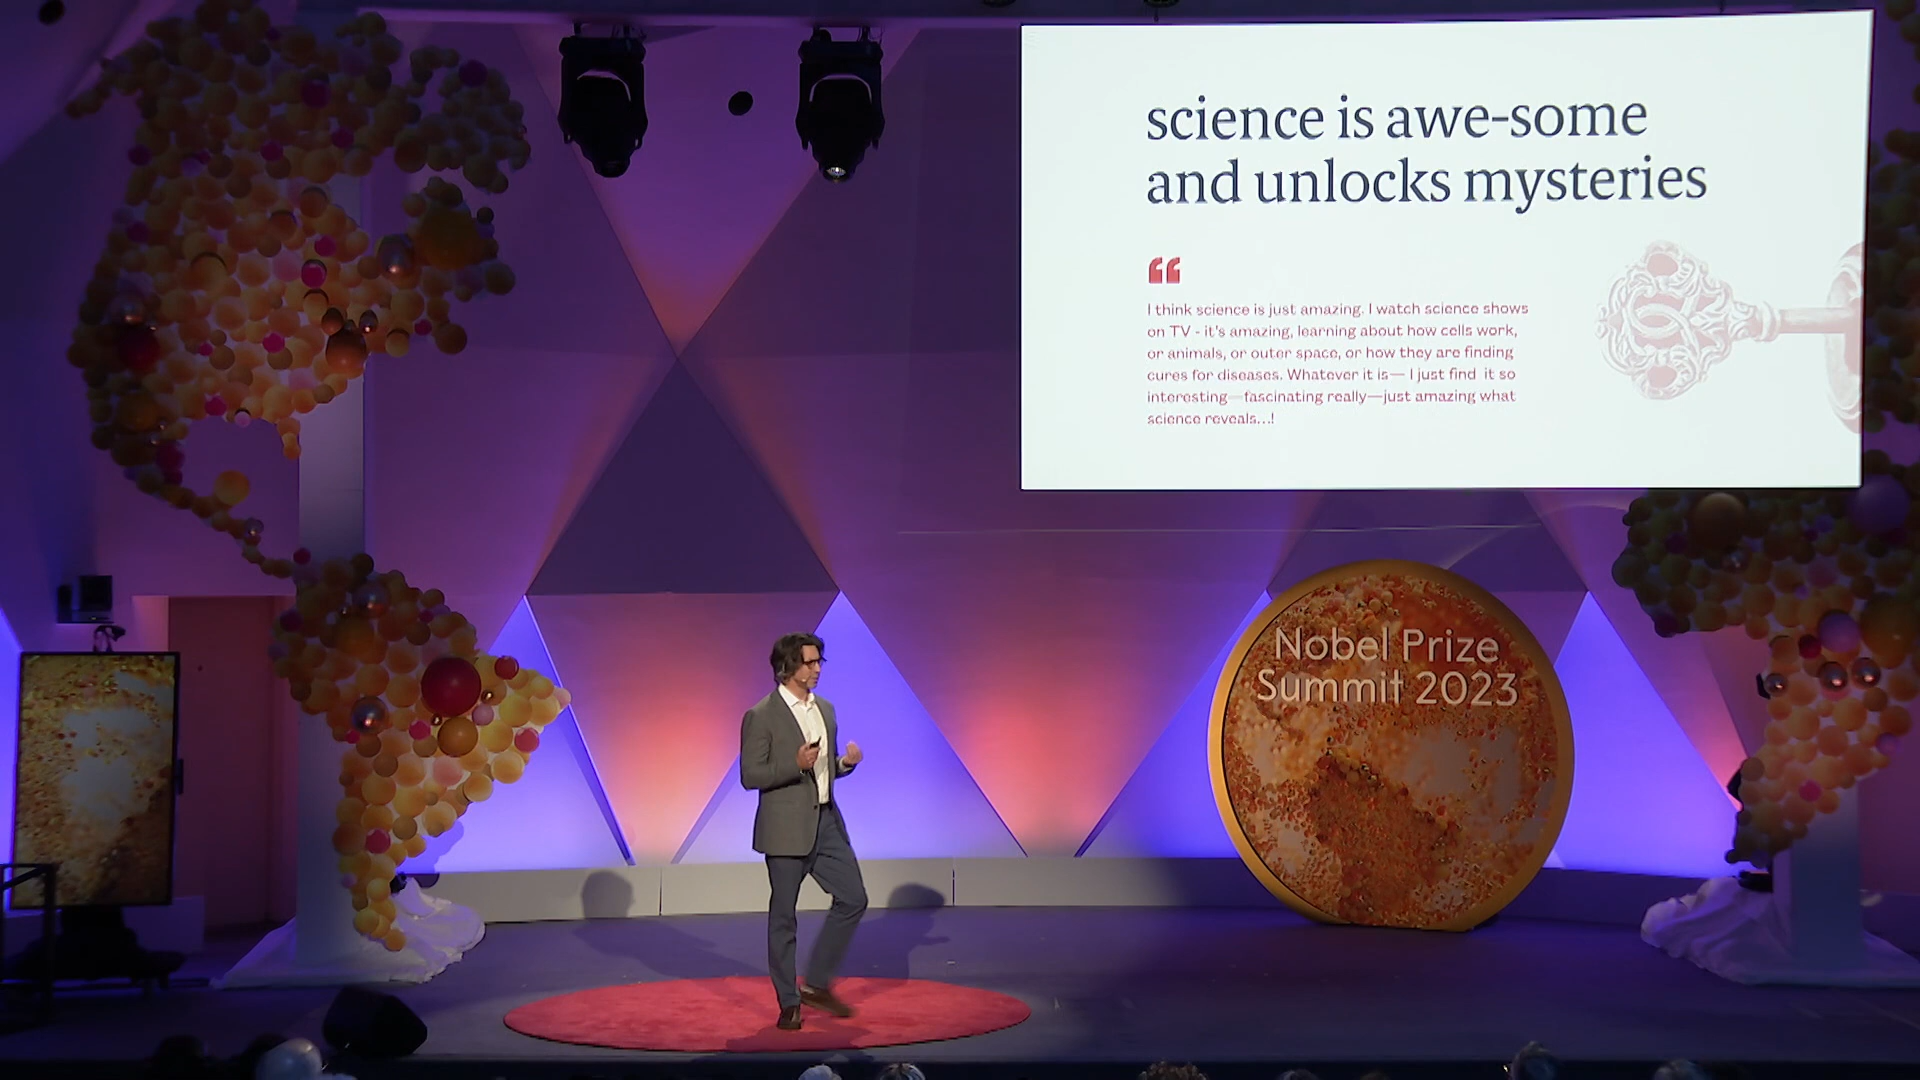 science is awe-some
and unlocks mysteries
“
I think science is just amazing. I watch science shows
on TV - it's amazing, learning about how cells work,
or animals, or outer space, or how they are finding
cures for diseases. Whatever it is— I just find it so
interesting—fascinating really—just amazing what
science reveals...!
Nobel Prize
Summit 2023